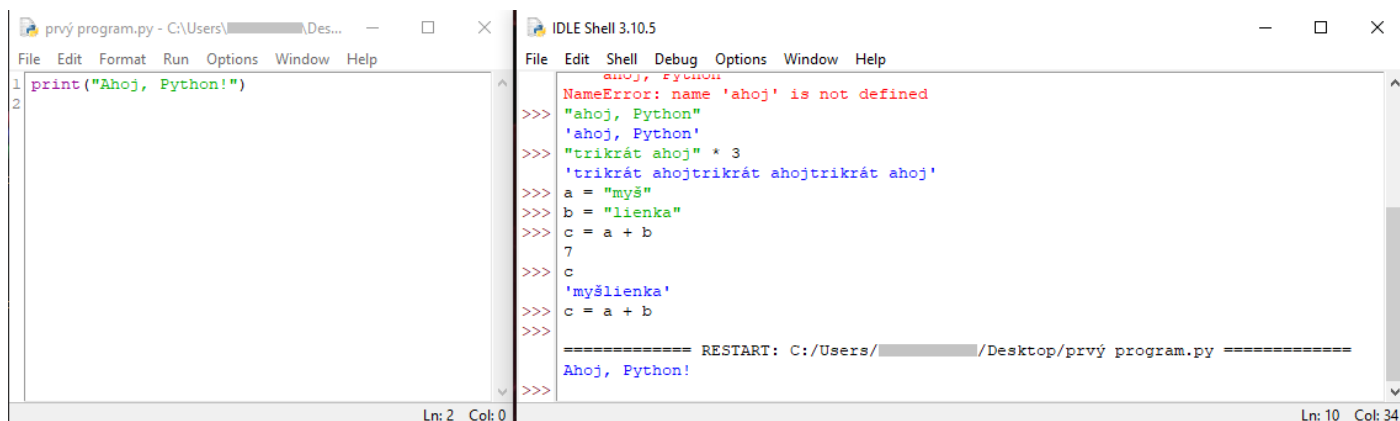 prvý program.py - C:\Users\ \Des...
File Edit Format Run Options Window Help
1 print("Ahoj, Python!")
2
Ln: 2 Col: 0
IDLE Shell 3.10.5
File Edit Shell Debug Options Window Help
ahoj, Python
NameError: name 'ahoj' is not defined
>>> "ahoj, Python"
'ahoj, Python'
>>> "trikrát ahoj" * 3
'trikrát ahojtrikrát ahojtrikrát ahoj'
>>> a = "myš"
>>> b = "lienka"
>>> c = a + b
7
>>> c
'myšlienka'
>>> c = a + b
>>>
============= RESTART: C:/Users/ /Desktop/prvý program.py =============
Ahoj, Python!
>>>
Ln: 10 Col: 34